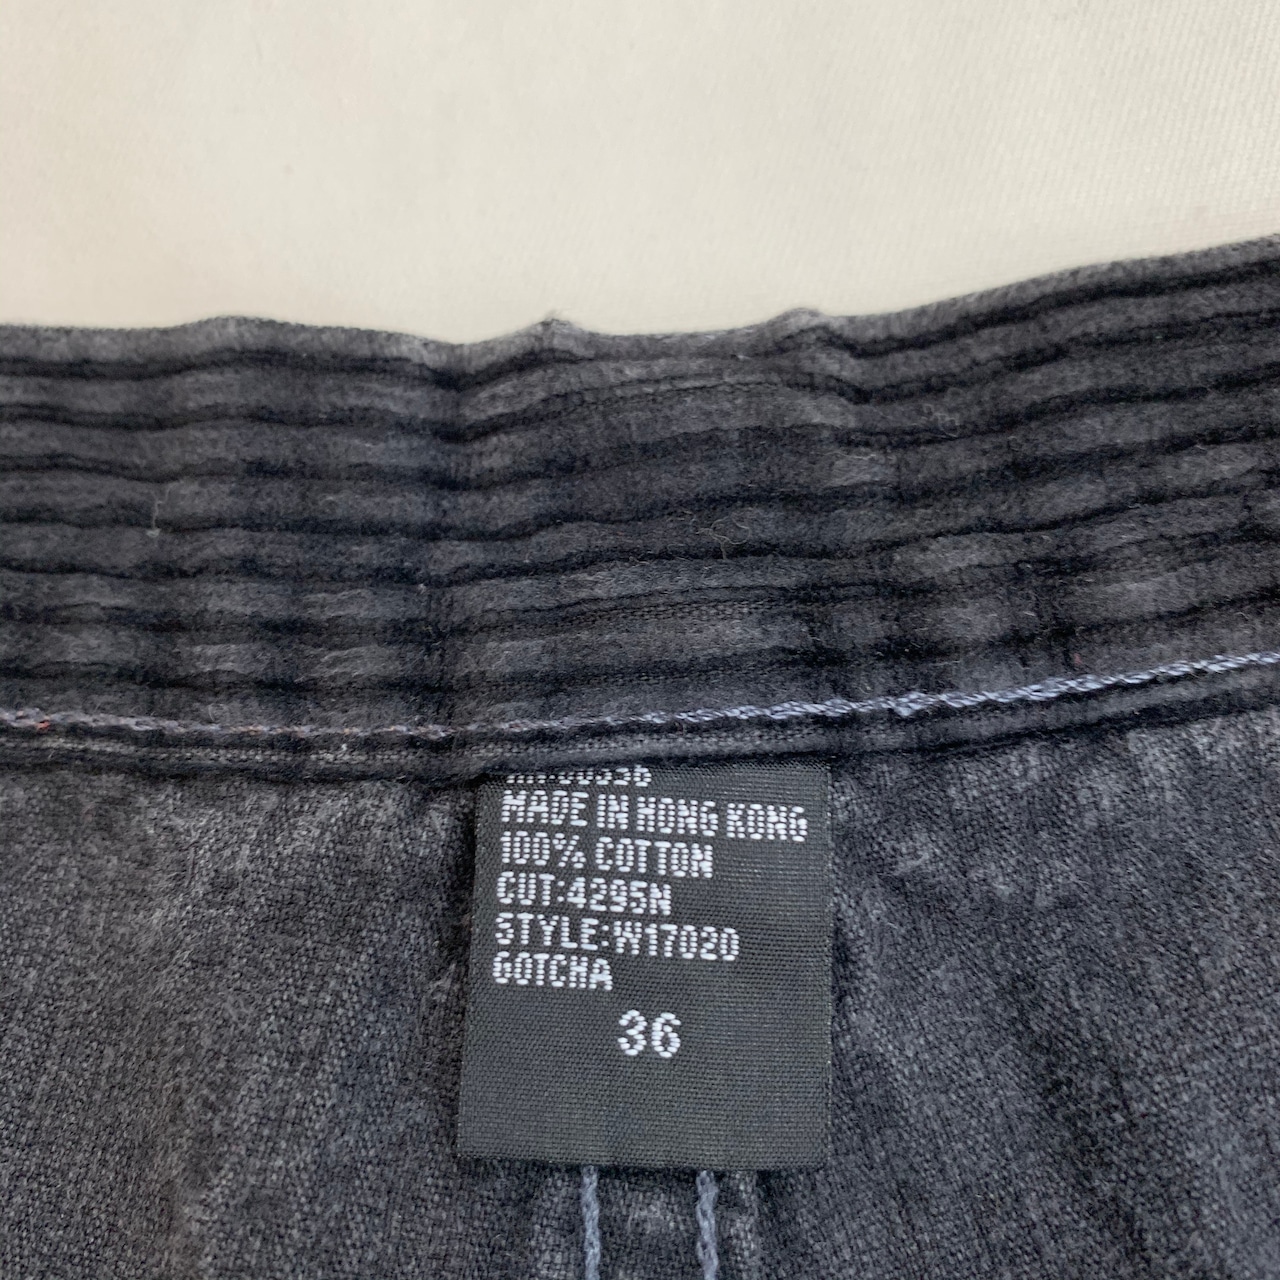 MADE IN HONG KONG
100% COTTON
CUT:4295N
STYLE:W17020
GOTCHA
36